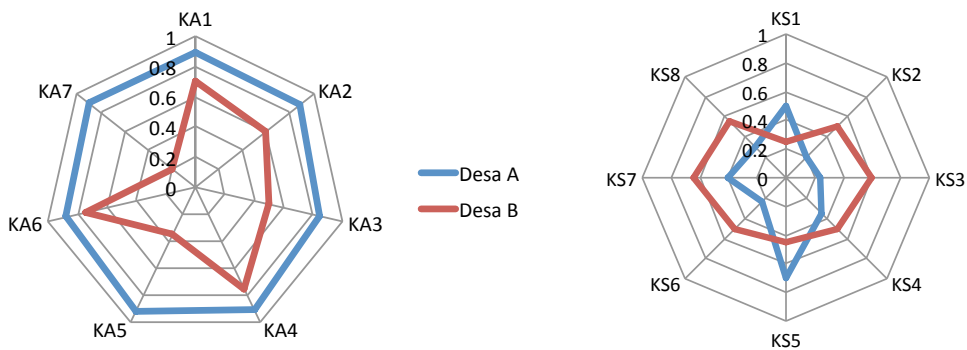 KA1
1
0.8
0.6
0.4
0.2
0
KA2
KA3
KA4
KA5
KA6
KA7
Desa A
Desa B
KS1
1
0.8
0.6
0.4
0.2
0
KS2
KS3
KS4
KS5
KS6
KS7
KS8